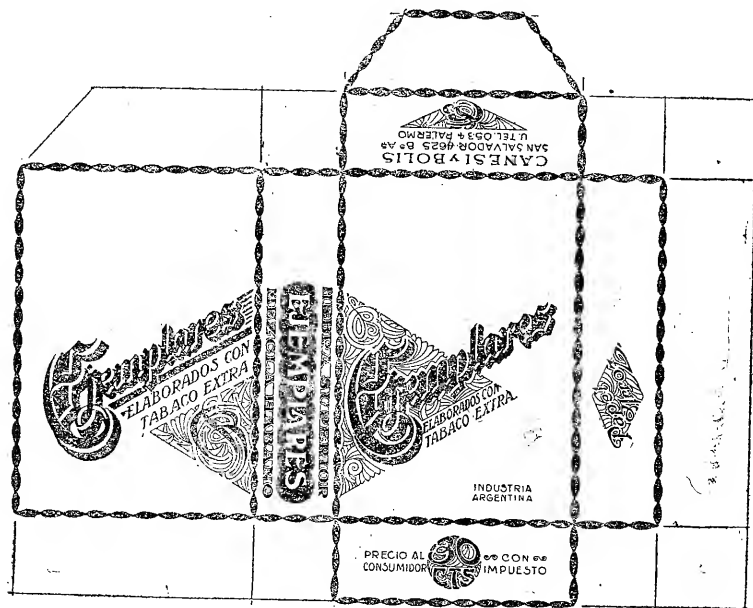 CANESI Y BOLIS
SAN SALVADOR 4625 Bº Aˢ
U. TEL. 0534 PALERMO
Ejemplares
ELABORADOS CON
TABACO EXTRA
EJEMPLARES
Ejemplares
ELABORADOS CON
TABACO EXTRA
INDUSTRIA
ARGENTINA
PRECIO AL
CONSUMIDOR
30
CTS
CON
IMPUESTO